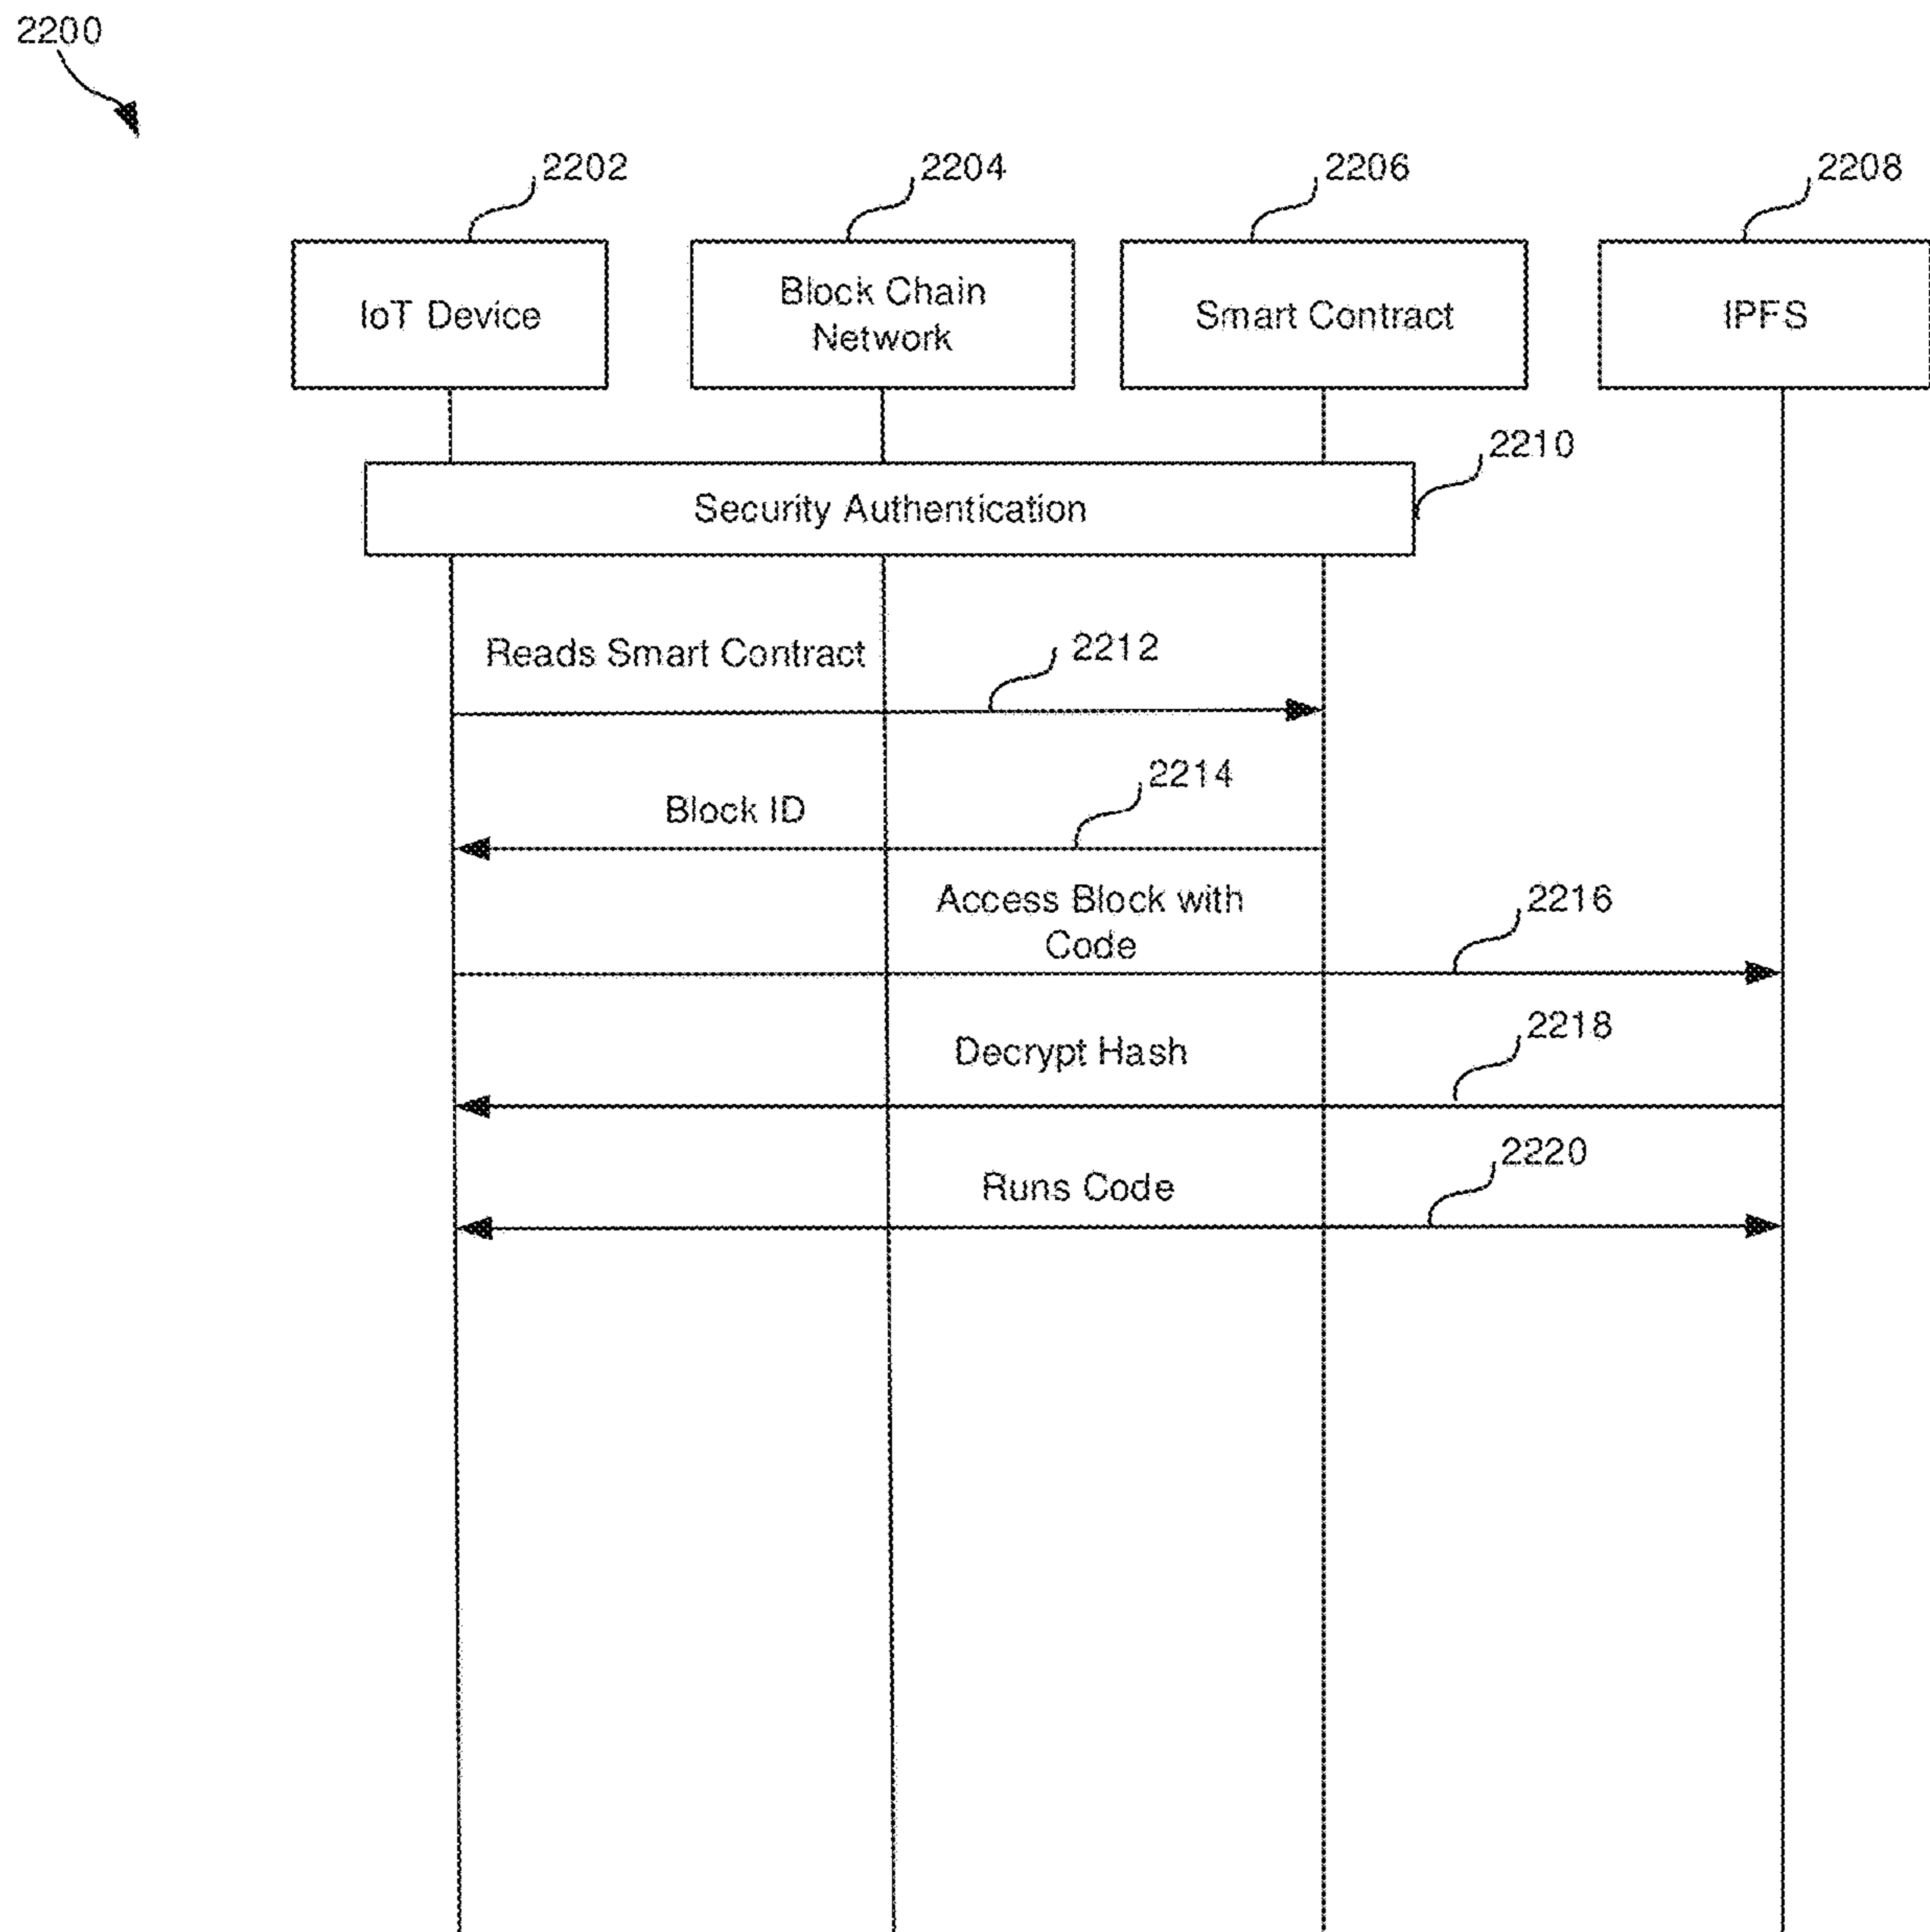 2200
2202
2204
2206
2208
IoT Device
Block Chain
Network
Smart Contract
IPFS
2210
Security Authentication
Reads Smart Contract
2212
2214
Block ID
Access Block with
Code
2216
2218
Decrypt Hash
2220
Runs Code